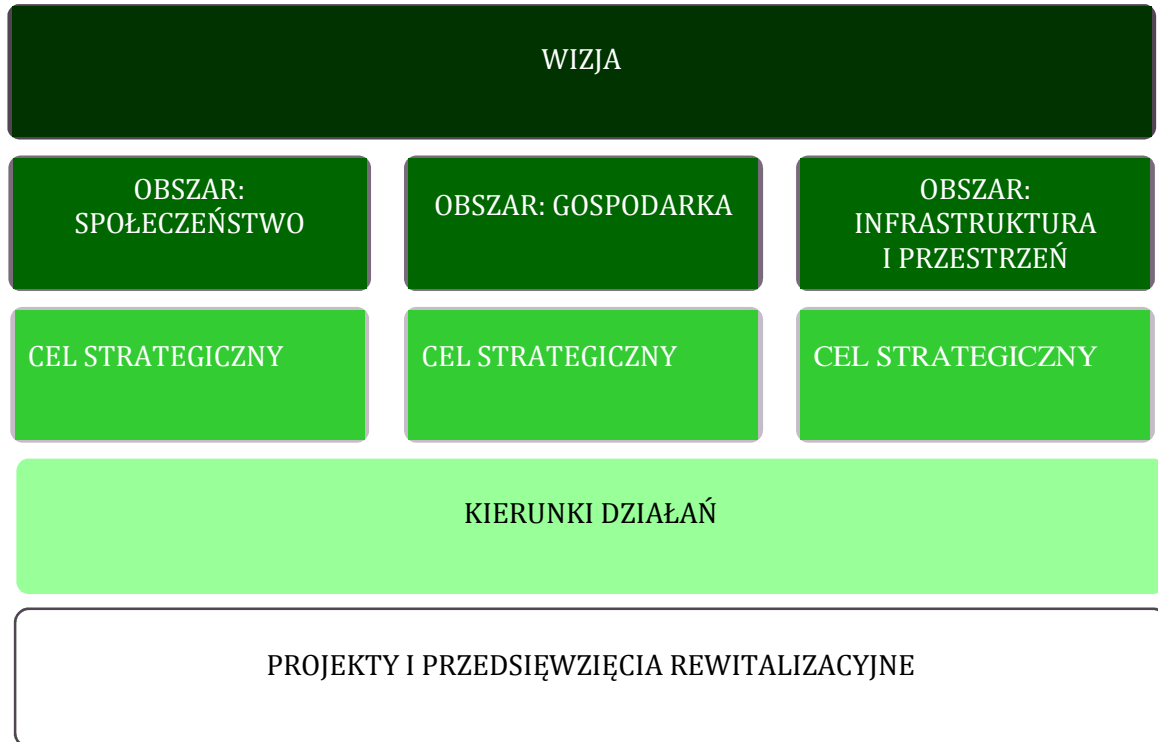 WIZJA
OBSZAR:
SPOŁECZEŃSTWO
OBSZAR: GOSPODARKA
OBSZAR:
INFRASTRUKTURA
I PRZESTRZEŃ
CEL STRATEGICZNY
CEL STRATEGICZNY
CEL STRATEGICZNY
KIERUNKI DZIAŁAŃ
PROJEKTY I PRZEDSIĘWZIĘCIA REWITALIZACYJNE